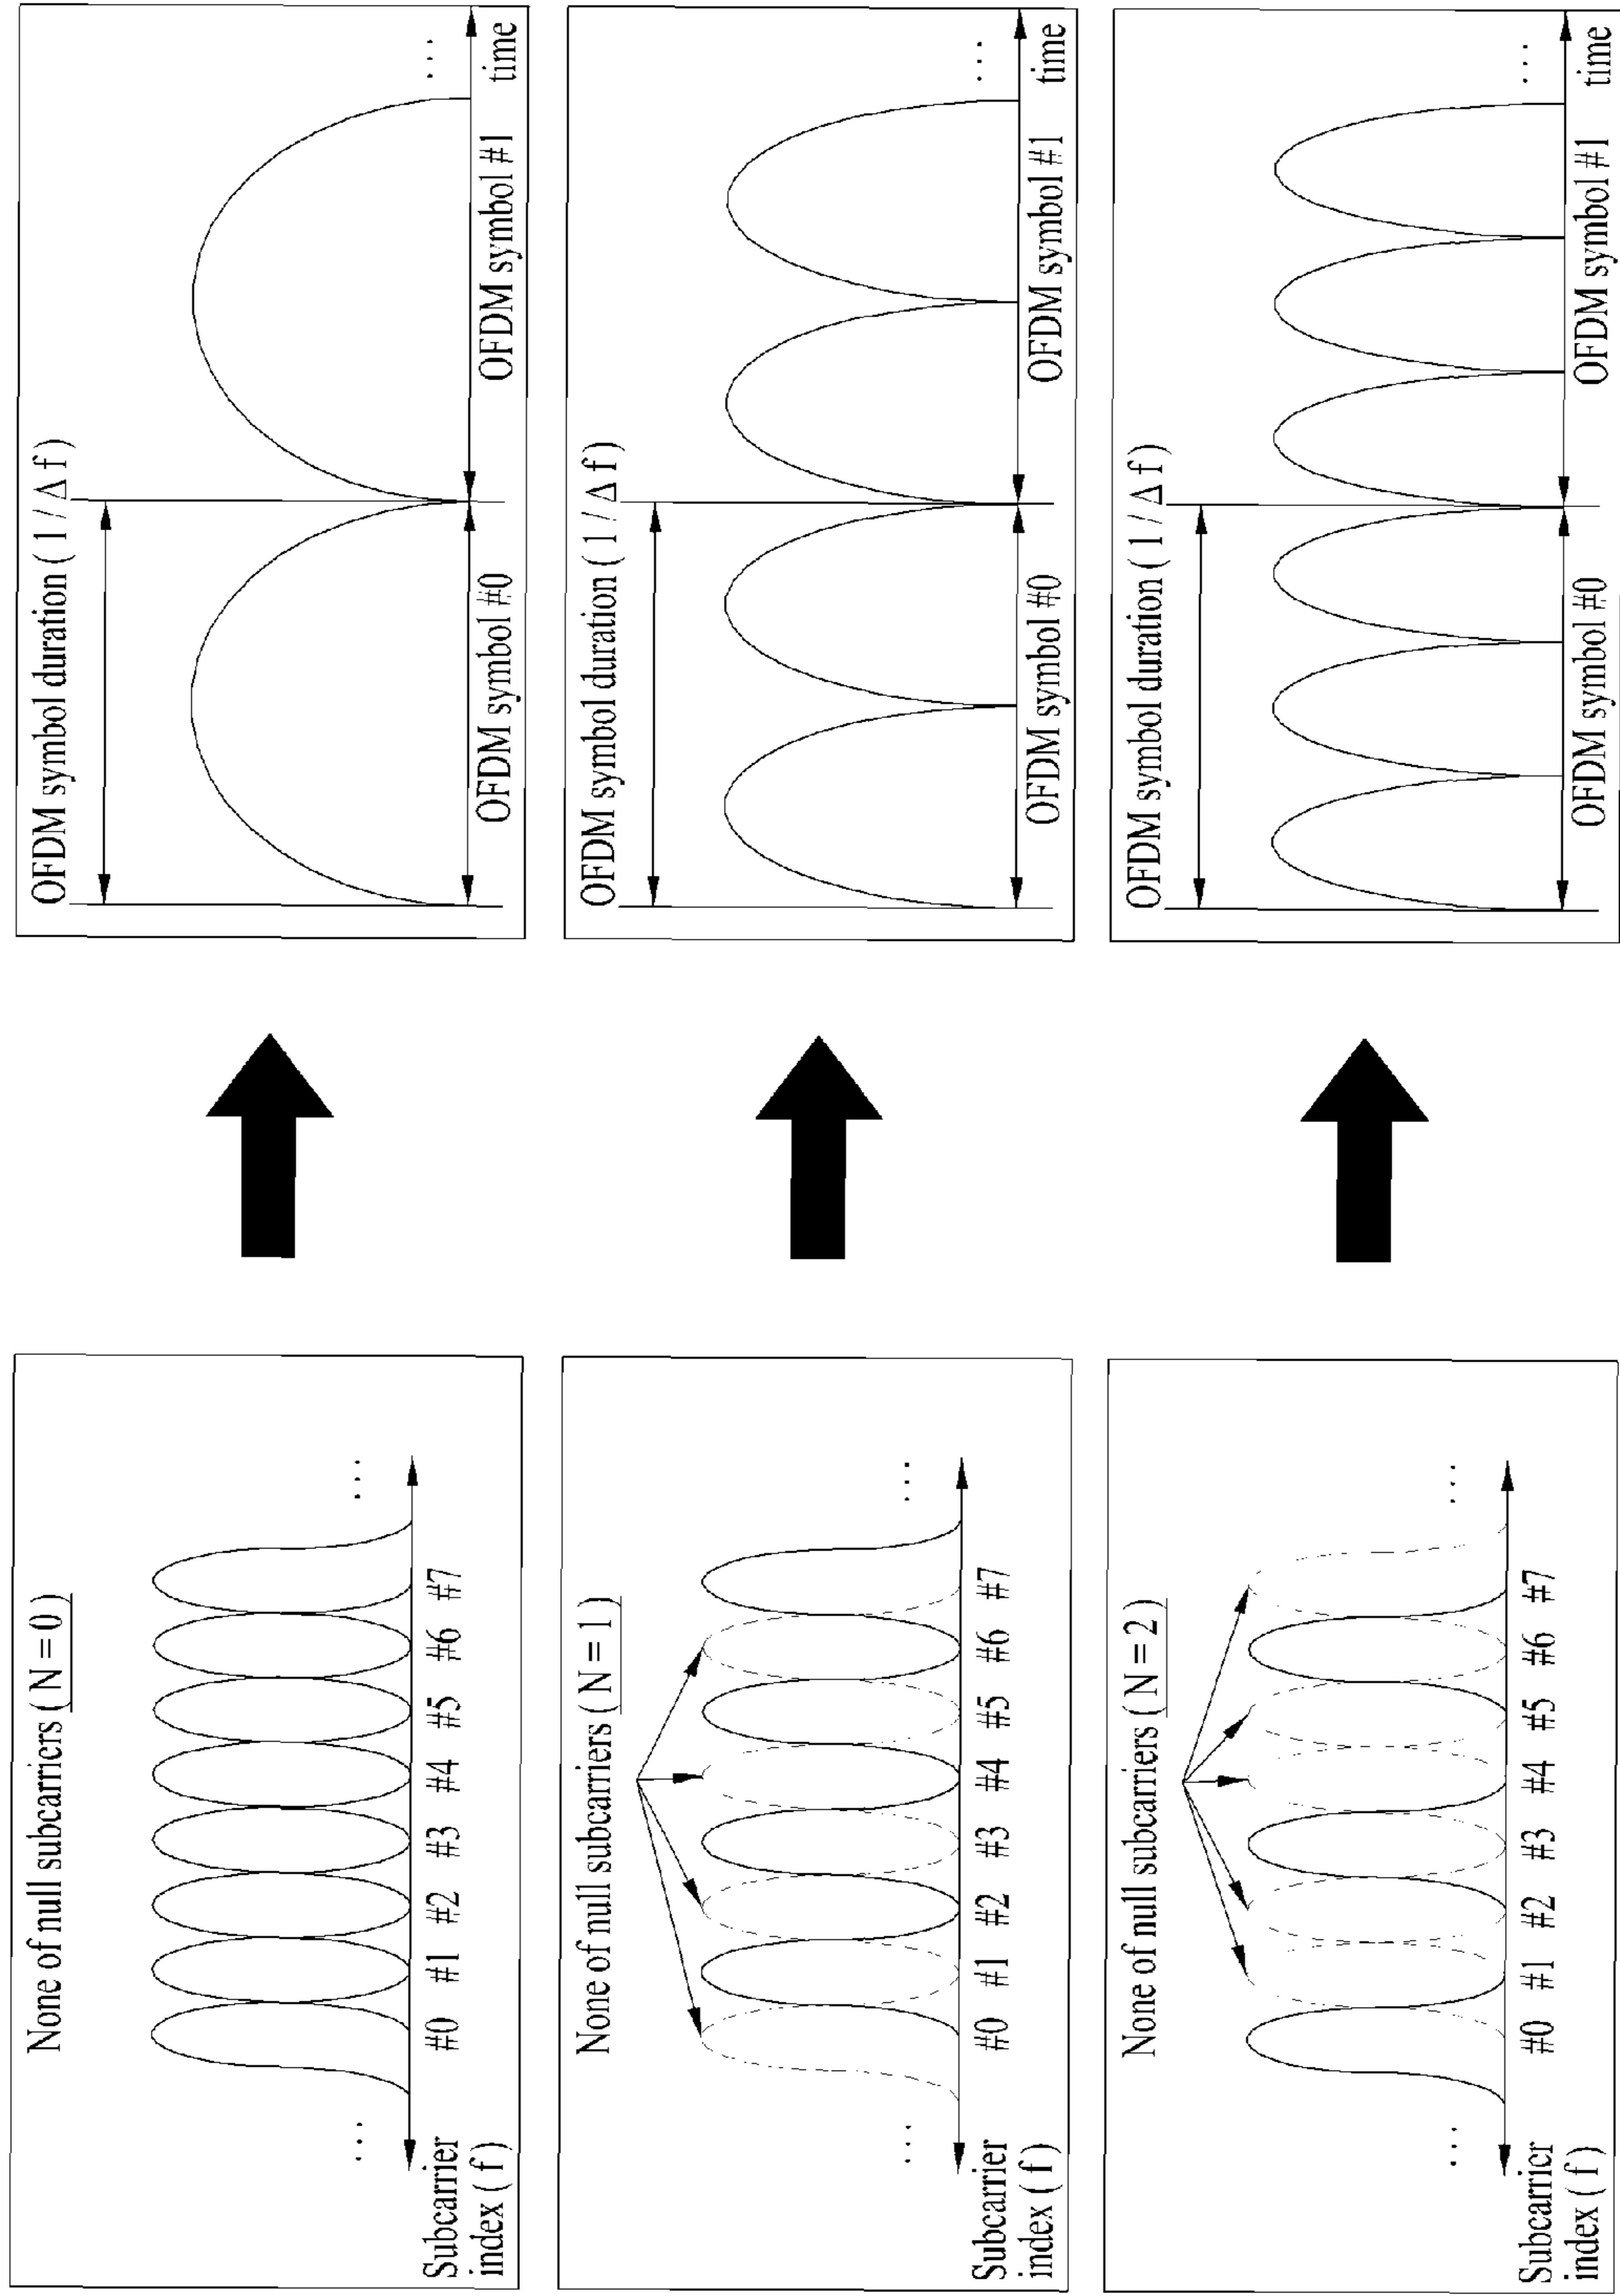 None of null subcarriers ( N = 0 )
...
...
#0 #1 #2 #3 #4 #5 #6 #7
Subcarrier
index ( f )
OFDM symbol duration ( 1 / Δ f )
...
OFDM symbol #0
OFDM symbol #1
time
None of null subcarriers ( N = 1 )
...
...
#0 #1 #2 #3 #4 #5 #6 #7
Subcarrier
index ( f )
OFDM symbol duration ( 1 / Δ f )
...
OFDM symbol #0
OFDM symbol #1
time
None of null subcarriers ( N = 2 )
...
...
#0 #1 #2 #3 #4 #5 #6 #7
Subcarrier
index ( f )
OFDM symbol duration ( 1 / Δ f )
...
OFDM symbol #0
OFDM symbol #1
time